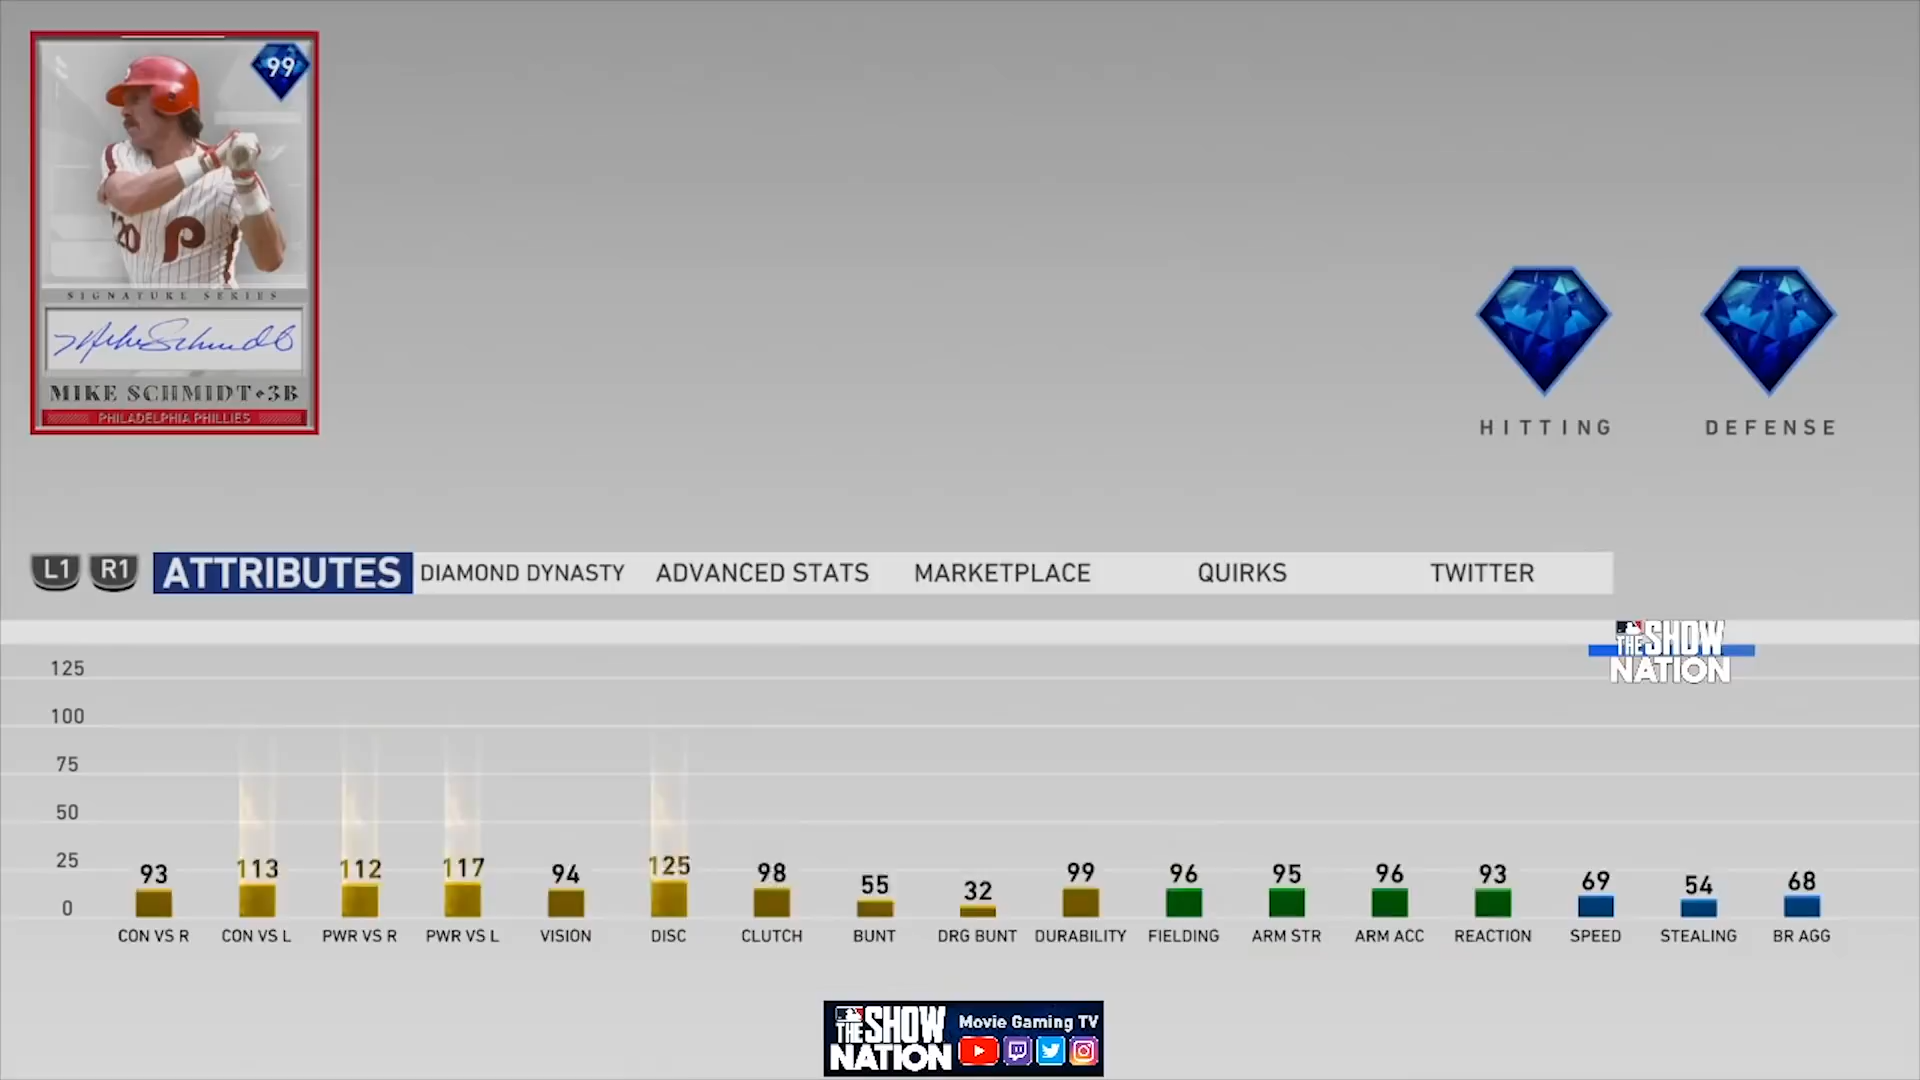 99
20 P
SIGNATURE SERIES
Mike Schmidt
MIKE SCHMIDT 3B
PHILADELPHIA PHILLIES
HITTING DEFENSE
L1 R1 ATTRIBUTES DIAMOND DYNASTY ADVANCED STATS MARKETPLACE QUIRKS TWITTER
THE SHOW
NATION
125
100
75
50
25
0
93 113 112 117 94 125 98 55 32 99 96 95 96 93 69 54 68
CON VS R CON VS L PWR VS R PWR VS L VISION DISC CLUTCH BUNT DRG BUNT DURABILITY FIELDING ARM STR ARM ACC REACTION SPEED STEALING BR AGG
THE SHOW
NATION
Movie Gaming TV